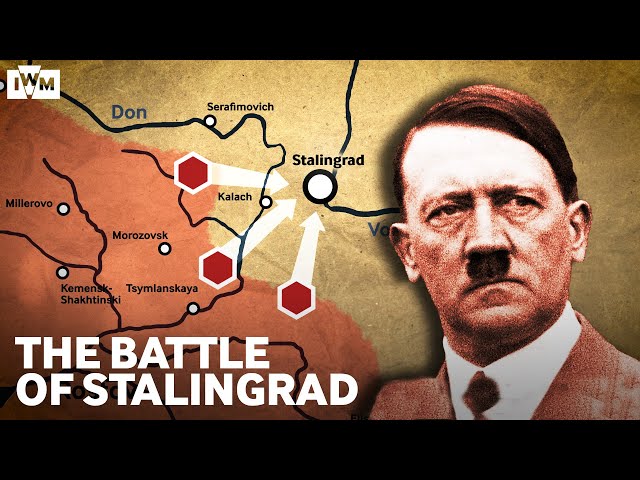 IWM
Don
Serafimovich
Stalingrad
Millerovo
Kalach
Morozovsk
Kemensk-
Shakhtinski
Tsymlanskaya
THE BATTLE
OF STALINGRAD